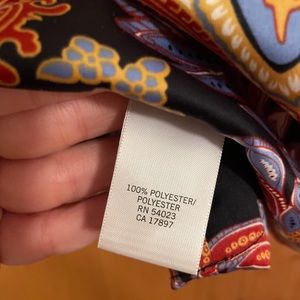 100% POLYESTER/
POLYESTER
RN 54023
CA 17897